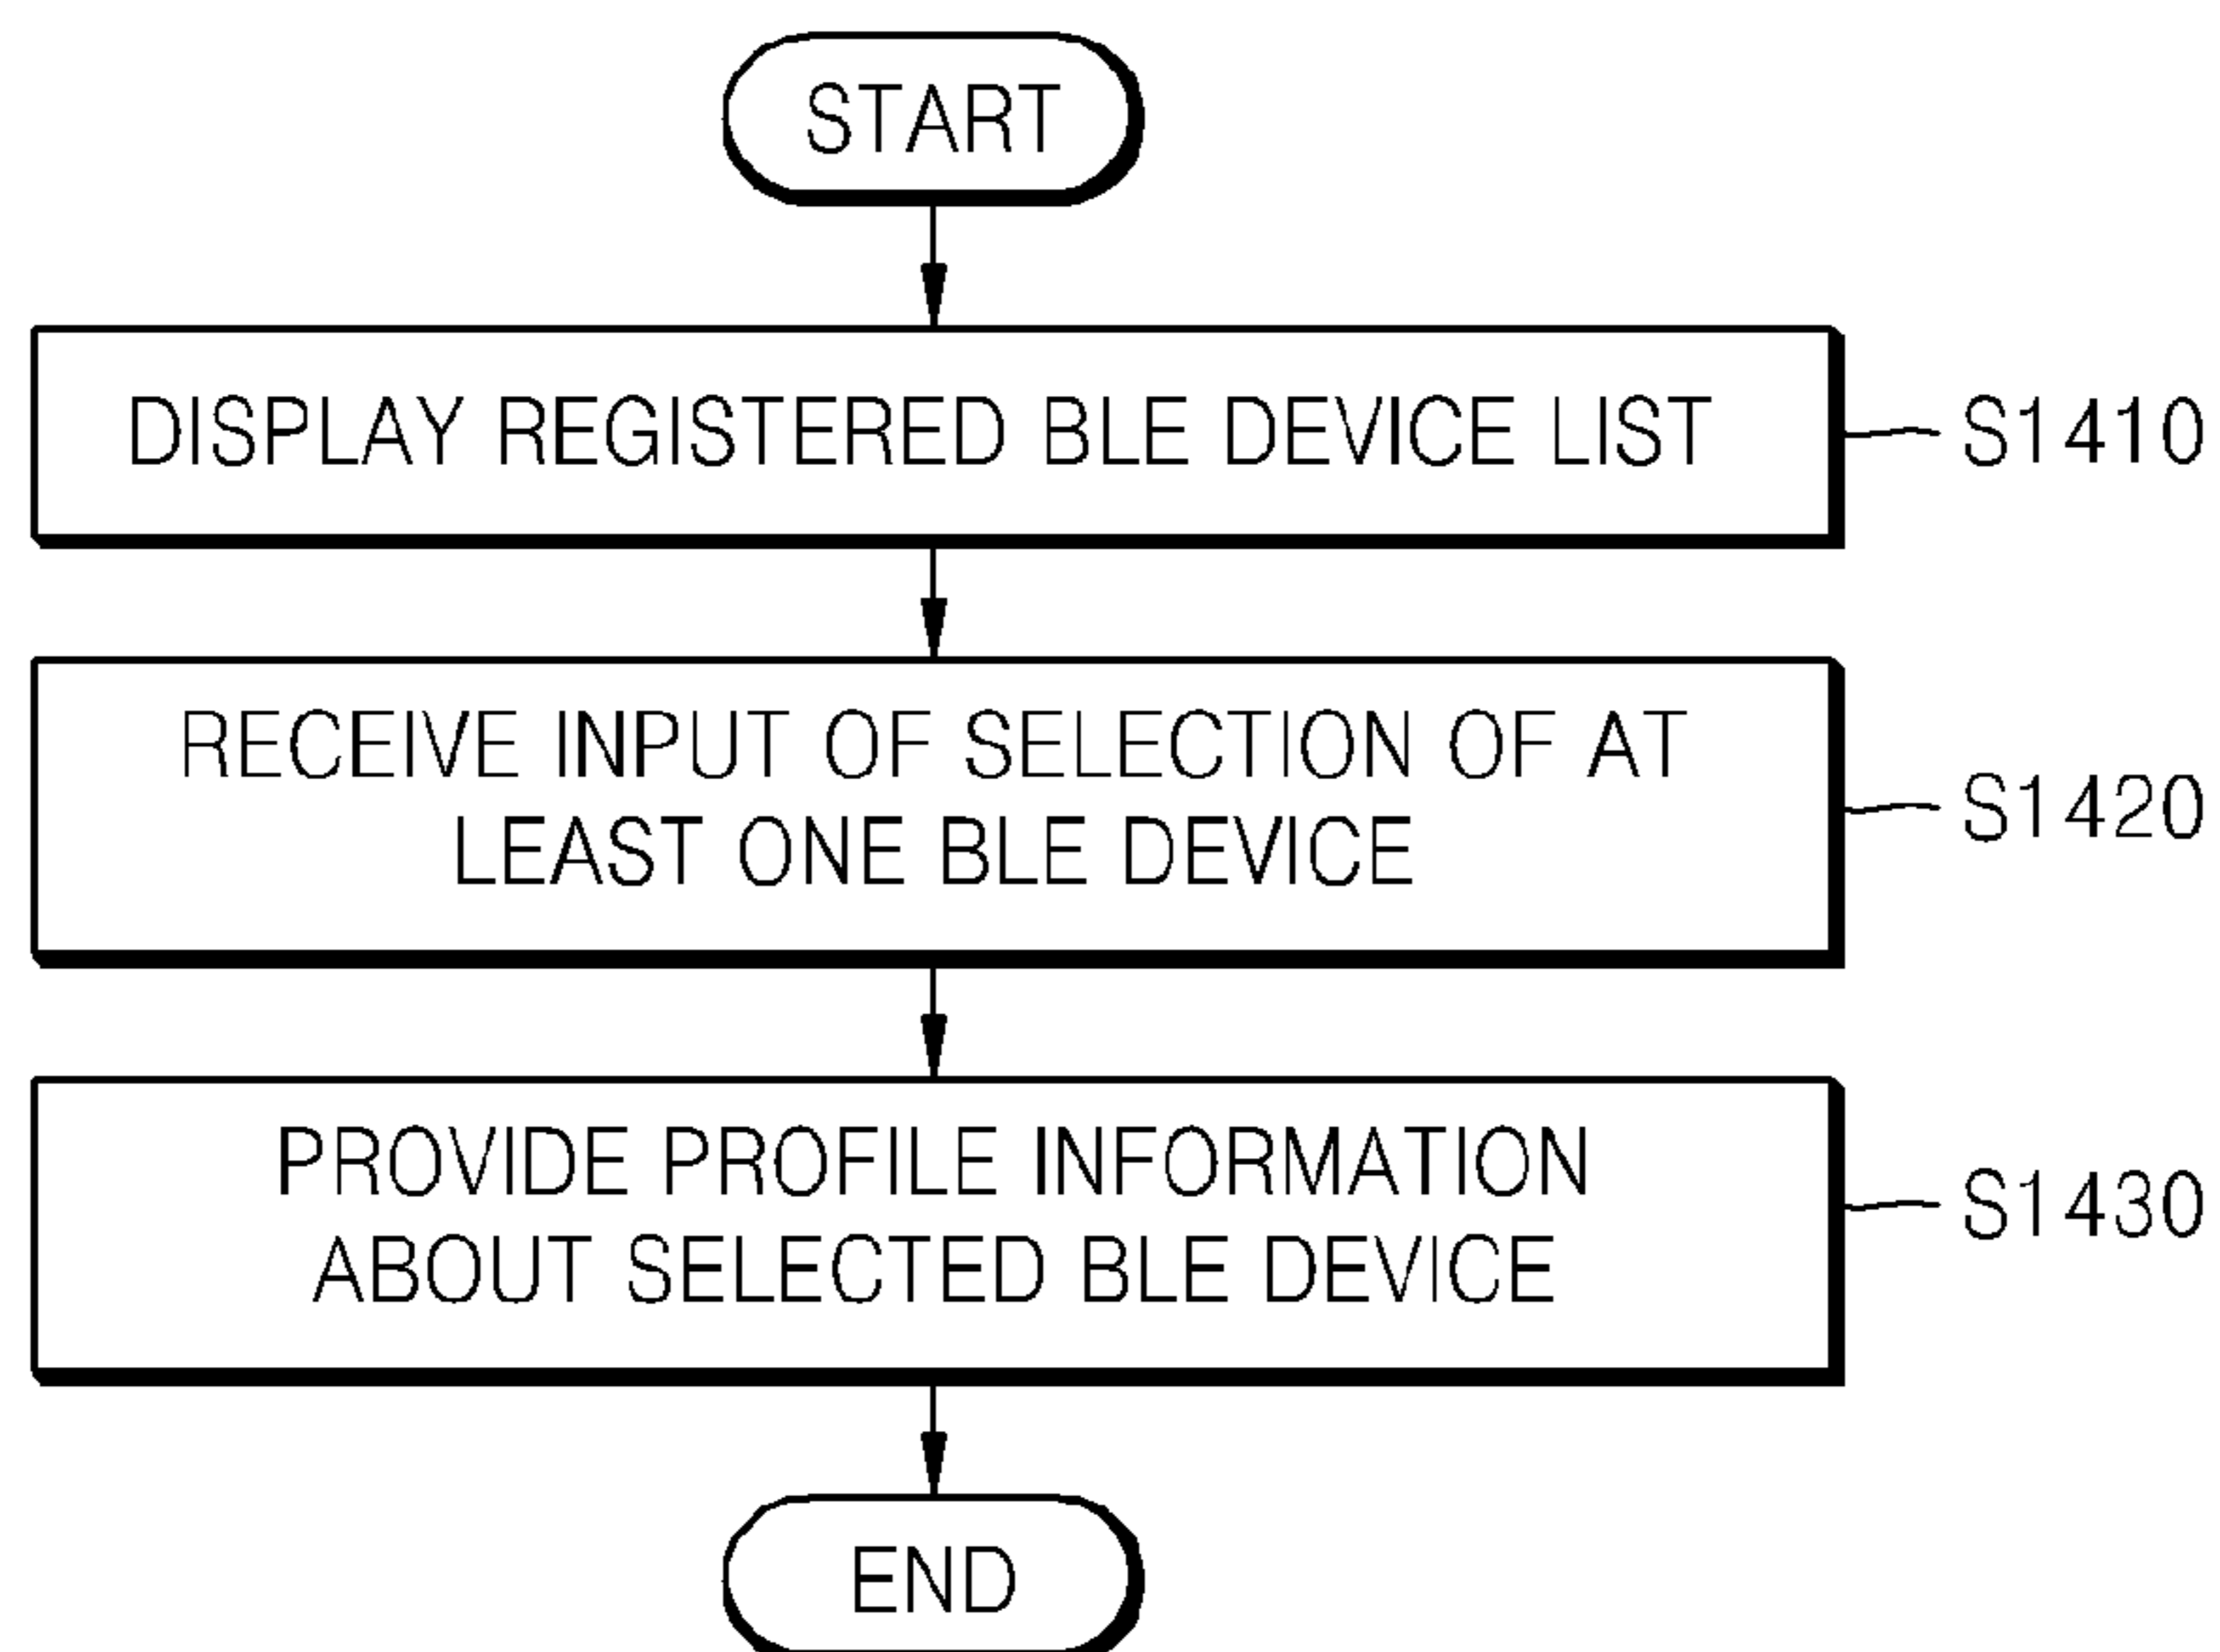 START
DISPLAY REGISTERED BLE DEVICE LIST
S1410
RECEIVE INPUT OF SELECTION OF AT
LEAST ONE BLE DEVICE
S1420
PROVIDE PROFILE INFORMATION
ABOUT SELECTED BLE DEVICE
S1430
END